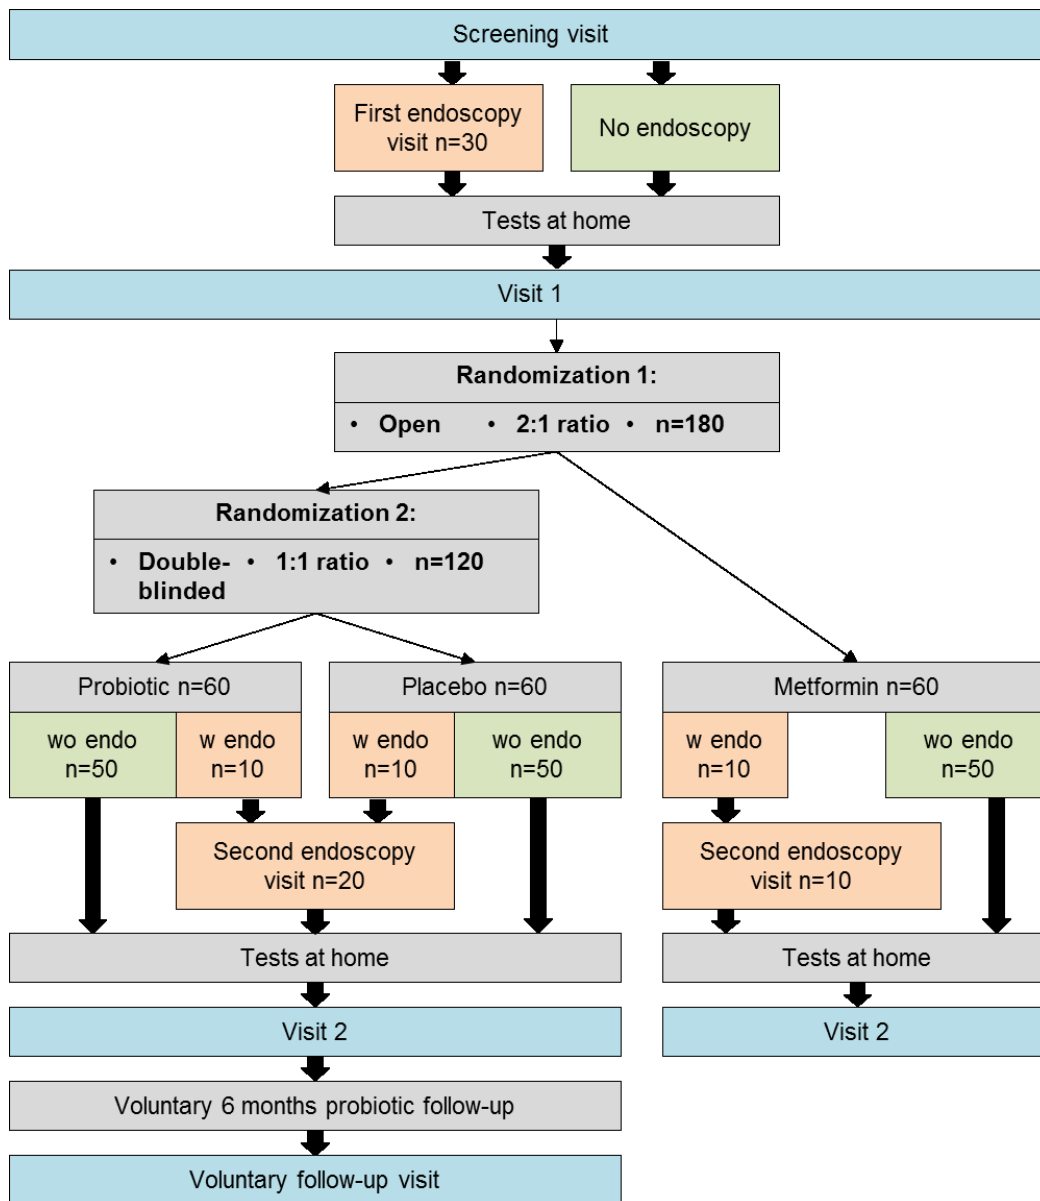 Screening visit
First endoscopy
visit n=30
No endoscopy
Tests at home
Visit 1
Randomization 1:
• Open • 2:1 ratio • n=180
Randomization 2:
• Double- • 1:1 ratio • n=120
blinded
Probiotic n=60
Placebo n=60
Metformin n=60
wo endo
n=50
w endo
n=10
w endo
n=10
wo endo
n=50
w endo
n=10
wo endo
n=50
Second endoscopy
visit n=20
Second endoscopy
visit n=10
Tests at home
Tests at home
Visit 2
Visit 2
Voluntary 6 months probiotic follow-up
Voluntary follow-up visit